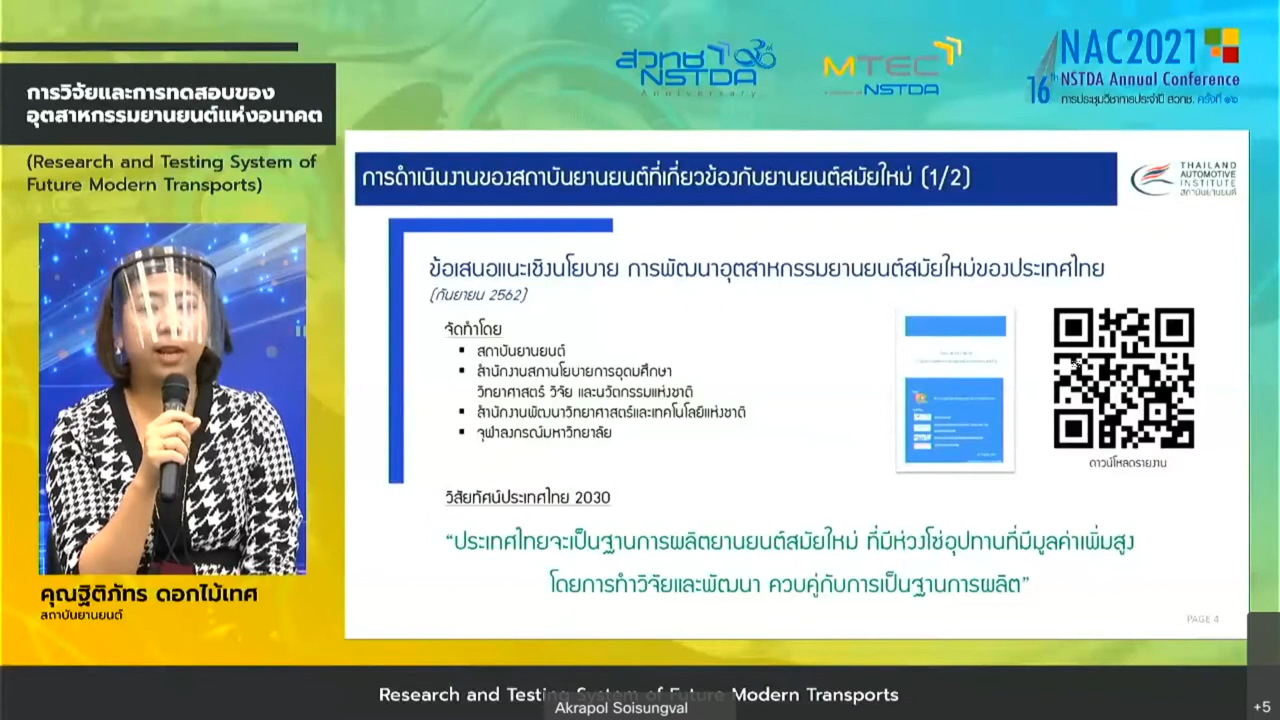 สวทช
NSTDA
Anniversary
MTEC
NSTDA
NAC2021
16th NSTDA Annual Conference
การประชุมวิชาการประจำปี สวทช. ครั้งที่ ๑๖
การวิจัยและการทดสอบของ
อุตสาหกรรมยานยนต์แห่งอนาคต
(Research and Testing System of
Future Modern Transports)
คุณฐิติภัทร ดอกไม้เทศ
สถาบันยานยนต์
การดำเนินงานของสถาบันยานยนต์ที่เกี่ยวข้องกับยานยนต์สมัยใหม่ (1/2)
THAILAND
AUTOMOTIVE
INSTITUTE
สถาบันยานยนต์
ข้อเสนอแนะเชิงนโยบาย การพัฒนาอุตสาหกรรมยานยนต์สมัยใหม่ของประเทศไทย
(กันยายน 2562)
จัดทำโดย
▪ สถาบันยานยนต์
▪ สำนักงานสภานโยบายการอุดมศึกษา
วิทยาศาสตร์ วิจัย และนวัตกรรมแห่งชาติ
▪ สำนักงานพัฒนาวิทยาศาสตร์และเทคโนโลยีแห่งชาติ
▪ จุฬาลงกรณ์มหาวิทยาลัย
ดาวน์โหลดรายงาน
วิสัยทัศน์ประเทศไทย 2030
“ประเทศไทยจะเป็นฐานการผลิตยานยนต์สมัยใหม่ ที่มีห่วงโซ่อุปทานที่มีมูลค่าเพิ่มสูง
โดยการทำวิจัยและพัฒนา ควบคู่กับการเป็นฐานการผลิต”
PAGE 4
Research and Testing System of Future Modern Transports
Akrapol Soisungval
+5